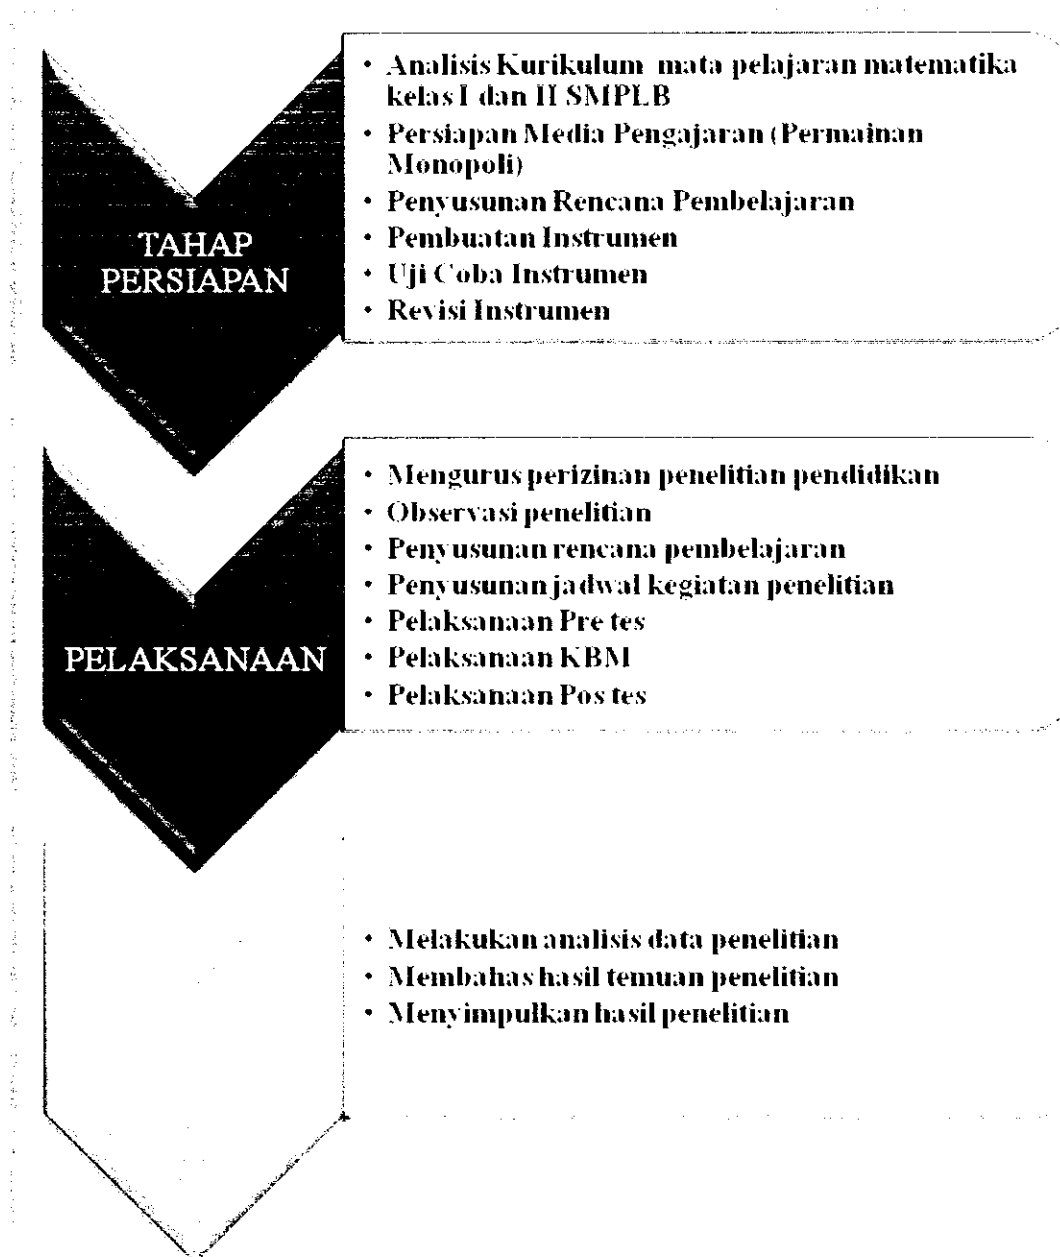 • Analisis Kurikulum mata pelajaran matematika
kelas I dan II SMPLB
• Persiapan Media Pengajaran (Permainan
Monopoli)
• Penyusunan Rencana Pembelajaran
• Pembuatan Instrumen
• Uji Coba Instrumen
• Revisi Instrumen
TAHAP
PERSIAPAN
• Mengurus perizinan penelitian pendidikan
• Observasi penelitian
• Penyusunan rencana pembelajaran
• Penyusunan jadwal kegiatan penelitian
• Pelaksanaan Pre tes
• Pelaksanaan KBM
• Pelaksanaan Pos tes
PELAKSANAAN
• Melakukan analisis data penelitian
• Membahas hasil temuan penelitian
• Menyimpulkan hasil penelitian